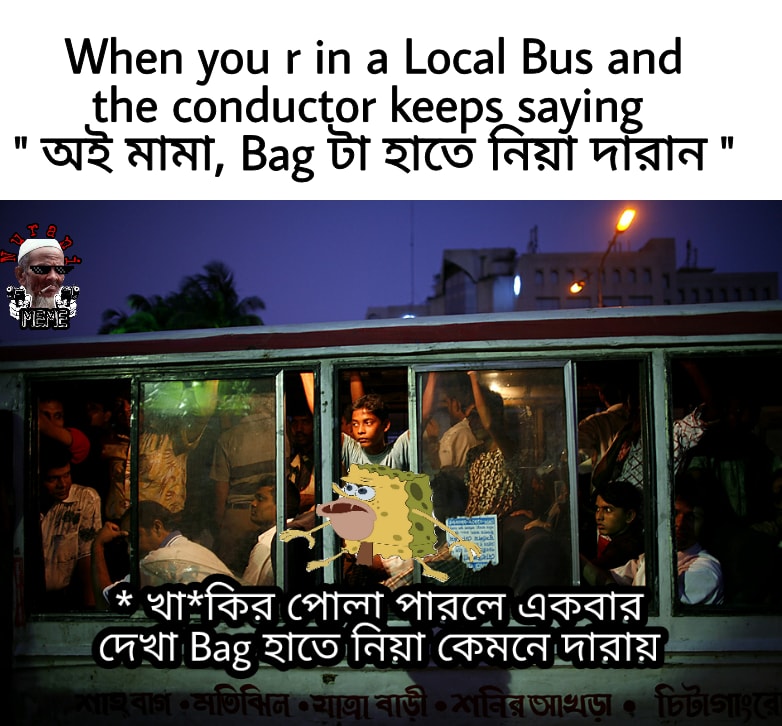 When you r in a Local Bus and
the conductor keeps saying
" অই মামা, Bag টা হাতে নিয়া দারান "
Nurani
MEME
* খা*কির পোলা পারলে একবার
দেখা Bag হাতে নিয়া কেমনে দারায়
শাহবাগ • মতিঝিল • যাত্রা বাড়ী • শনির আখড়া • চিটাগাংরো